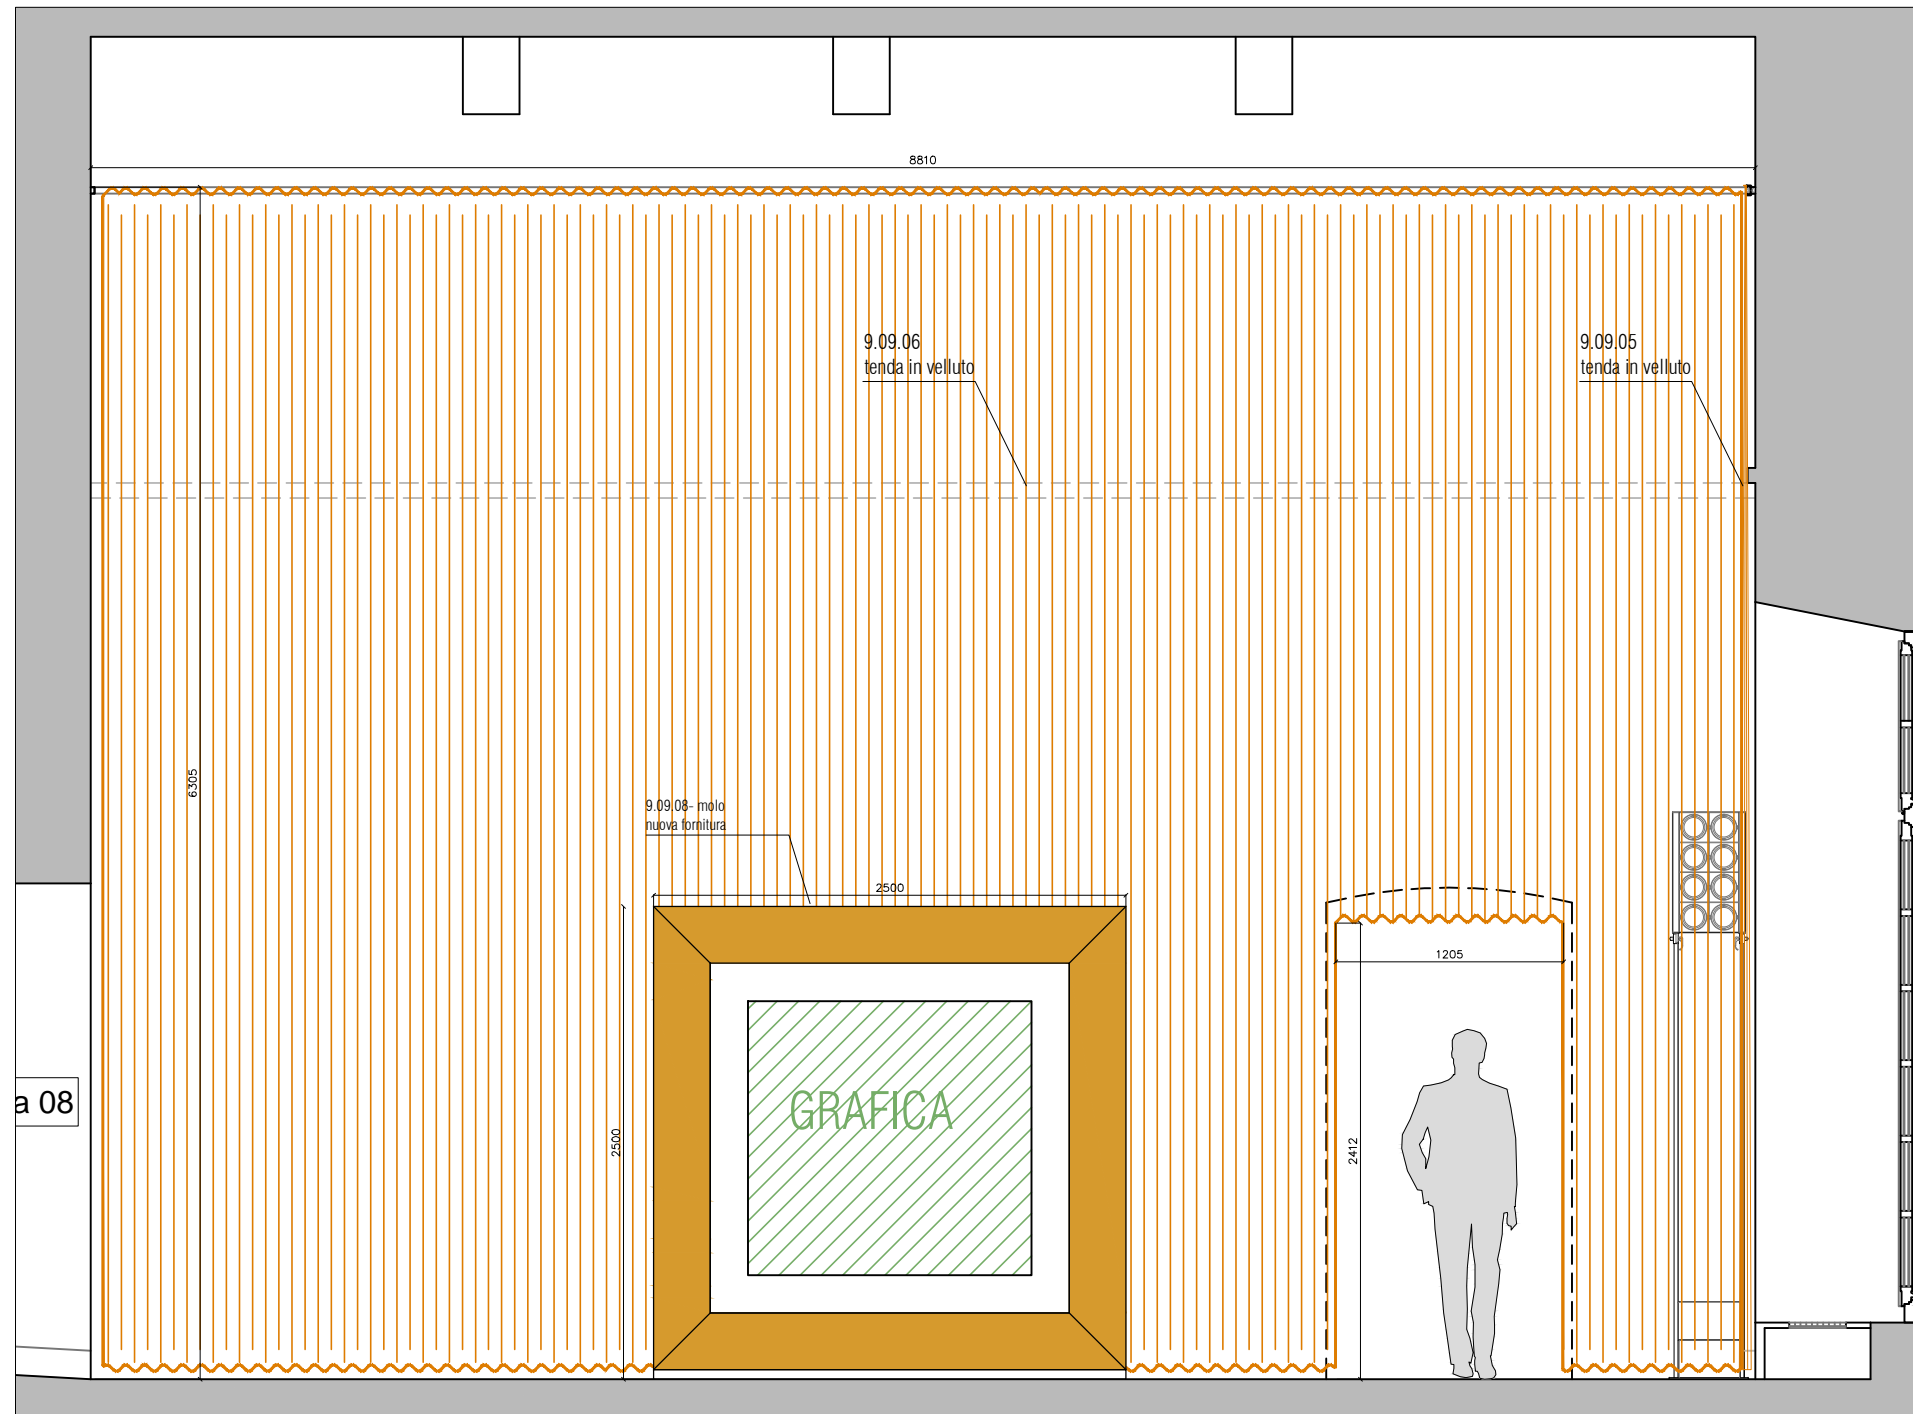 8810
9.09.06
tenda in velluto
9.09.05
tenda in velluto
6305
9.09.08- molo
nuova fornitura
2500
1205
a 08
GRAFICA
2500
2412